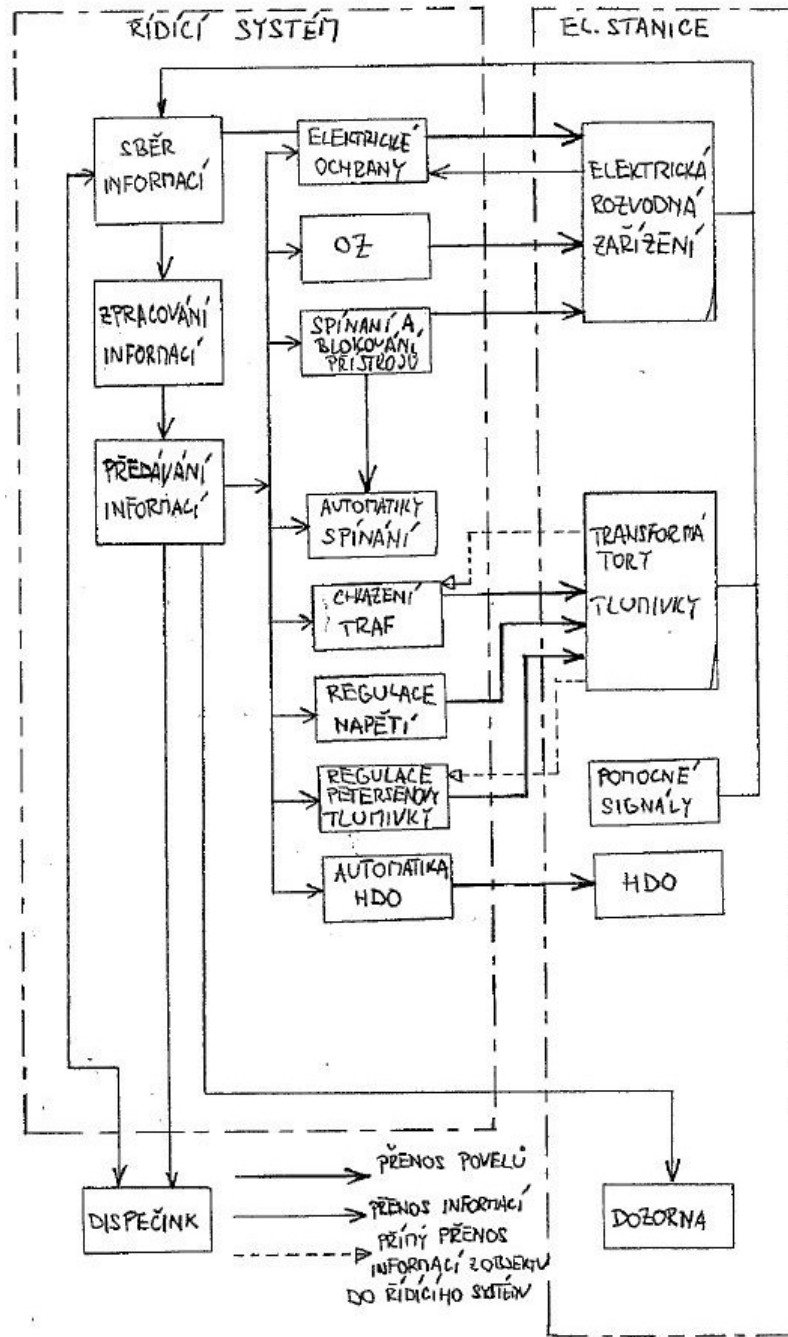 ŘÍDÍCÍ SYSTÉM
EL. STANICE
SBĚR
INFORMACÍ
ZPRACOVÁNÍ
INFORMACÍ
PŘEDÁVÁNÍ
INFORMACÍ
ELEKTRICKÉ
OCHRANY
OZ
SPÍNANÍ A
BLOKOVÁNÍ
PŘÍSTROJŮ
AUTOMATIKY
SPÍNÁNÍ
CHLAZENÍ
TRAF
REGULACE
NAPĚTÍ
REGULACE
PETERSENOVY
TLUMIVKY
AUTOMATIKA
HDO
ELEKTRICKÁ
ROZVODNÁ
ZAŘÍZENÍ
TRANSFORMÁ
TORY
TLUMIVKY
POMOCNÉ
SIGNÁLY
HDO
DISPEČINK
PŘENOS POVELŮ
PŘENOS INFORMACÍ
PŘÍMÝ PŘENOS
INFORMACÍ Z OBJEKTU
DO ŘÍDÍCÍHO SYSTÉMU
DOZORNA